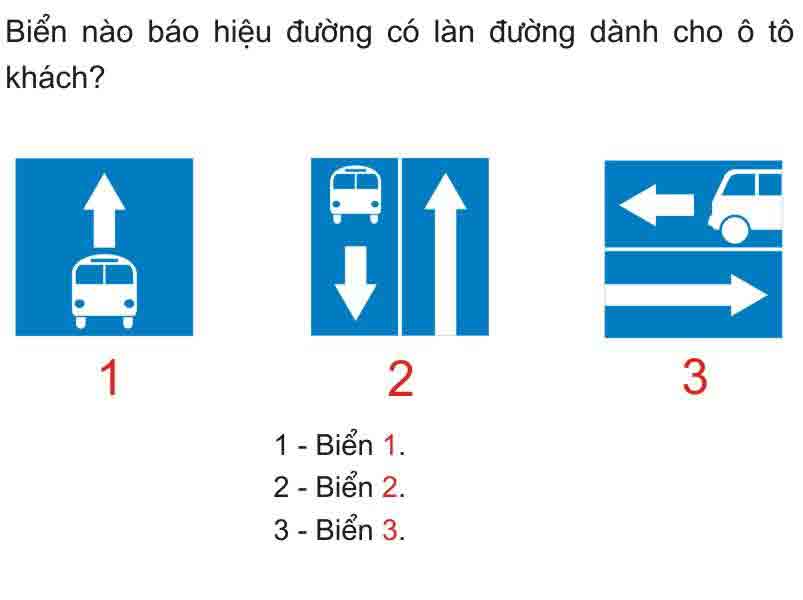 Biển nào báo hiệu đường có làn đường dành cho ô tô
khách?
1
2
3
1 - Biển 1.
2 - Biển 2.
3 - Biển 3.